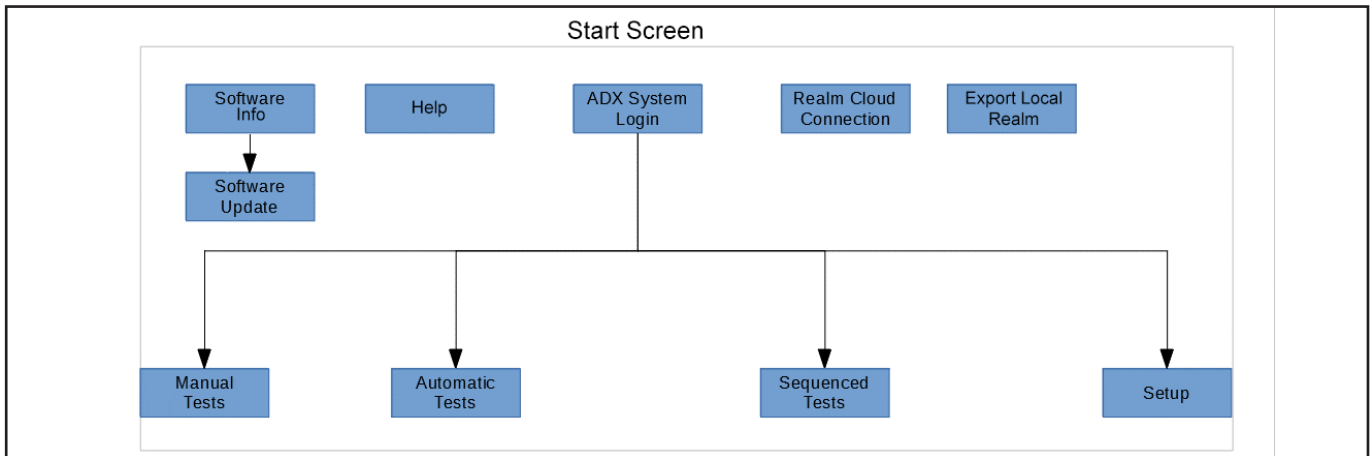 Start Screen
Software
Info
Help
ADX System
Login
Realm Cloud
Connection
Export Local
Realm
Software
Update
Manual
Tests
Automatic
Tests
Sequenced
Tests
Setup